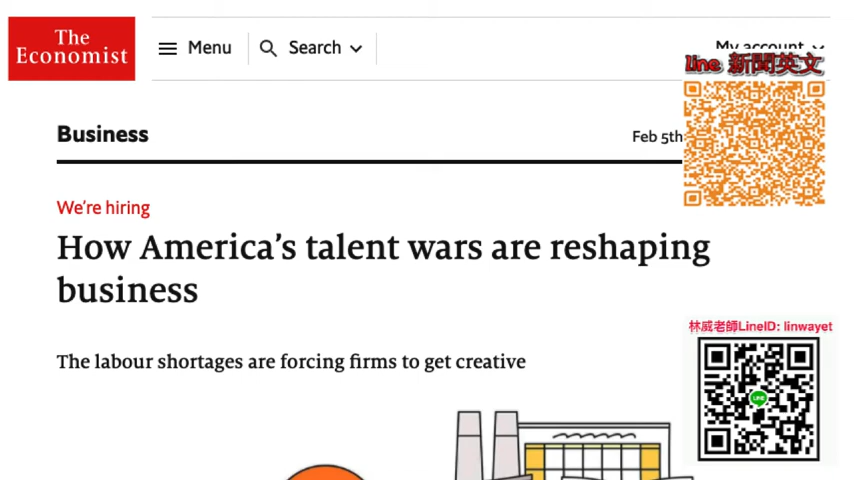 The
Economist
Menu
Search
My account
line 新聞英文
Business
Feb 5th
We're hiring
How America's talent wars are reshaping
business
The labour shortages are forcing firms to get creative
林威老師LineID: linwayet
LINE